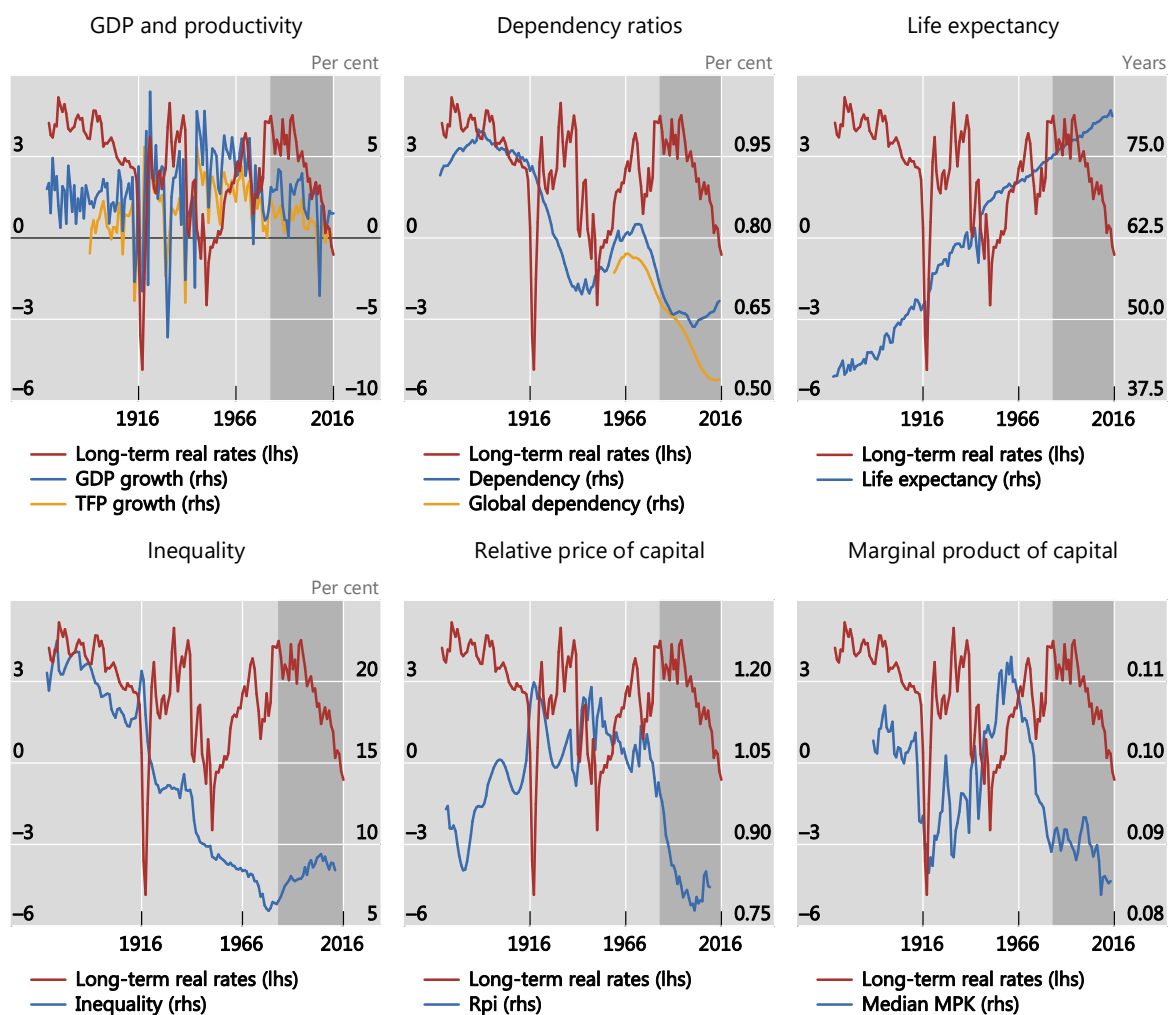 GDP and productivity
Per cent
3 5
0 0
−3 −5
−6 −10
1916 1966 2016
Long-term real rates (lhs)
GDP growth (rhs)
TFP growth (rhs)
Dependency ratios
Per cent
3 0.95
0 0.80
−3 0.65
−6 0.50
1916 1966 2016
Long-term real rates (lhs)
Dependency (rhs)
Global dependency (rhs)
Life expectancy
Years
3 75.0
0 62.5
−3 50.0
−6 37.5
1916 1966 2016
Long-term real rates (lhs)
Life expectancy (rhs)
Inequality
Per cent
3 20
0 15
−3 10
−6 5
1916 1966 2016
Long-term real rates (lhs)
Inequality (rhs)
Relative price of capital
3 1.20
0 1.05
−3 0.90
−6 0.75
1916 1966 2016
Long-term real rates (lhs)
Rpi (rhs)
Marginal product of capital
3 0.11
0 0.10
−3 0.09
−6 0.08
1916 1966 2016
Long-term real rates (lhs)
Median MPK (rhs)